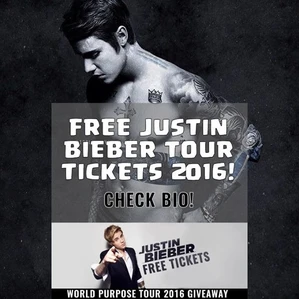 FREE JUSTIN
BIEBER TOUR
TICKETS 2016!
CHECK BIO!
JUSTIN
BIEBER
FREE TICKETS
WORLD PURPOSE TOUR 2016 GIVEAWAY